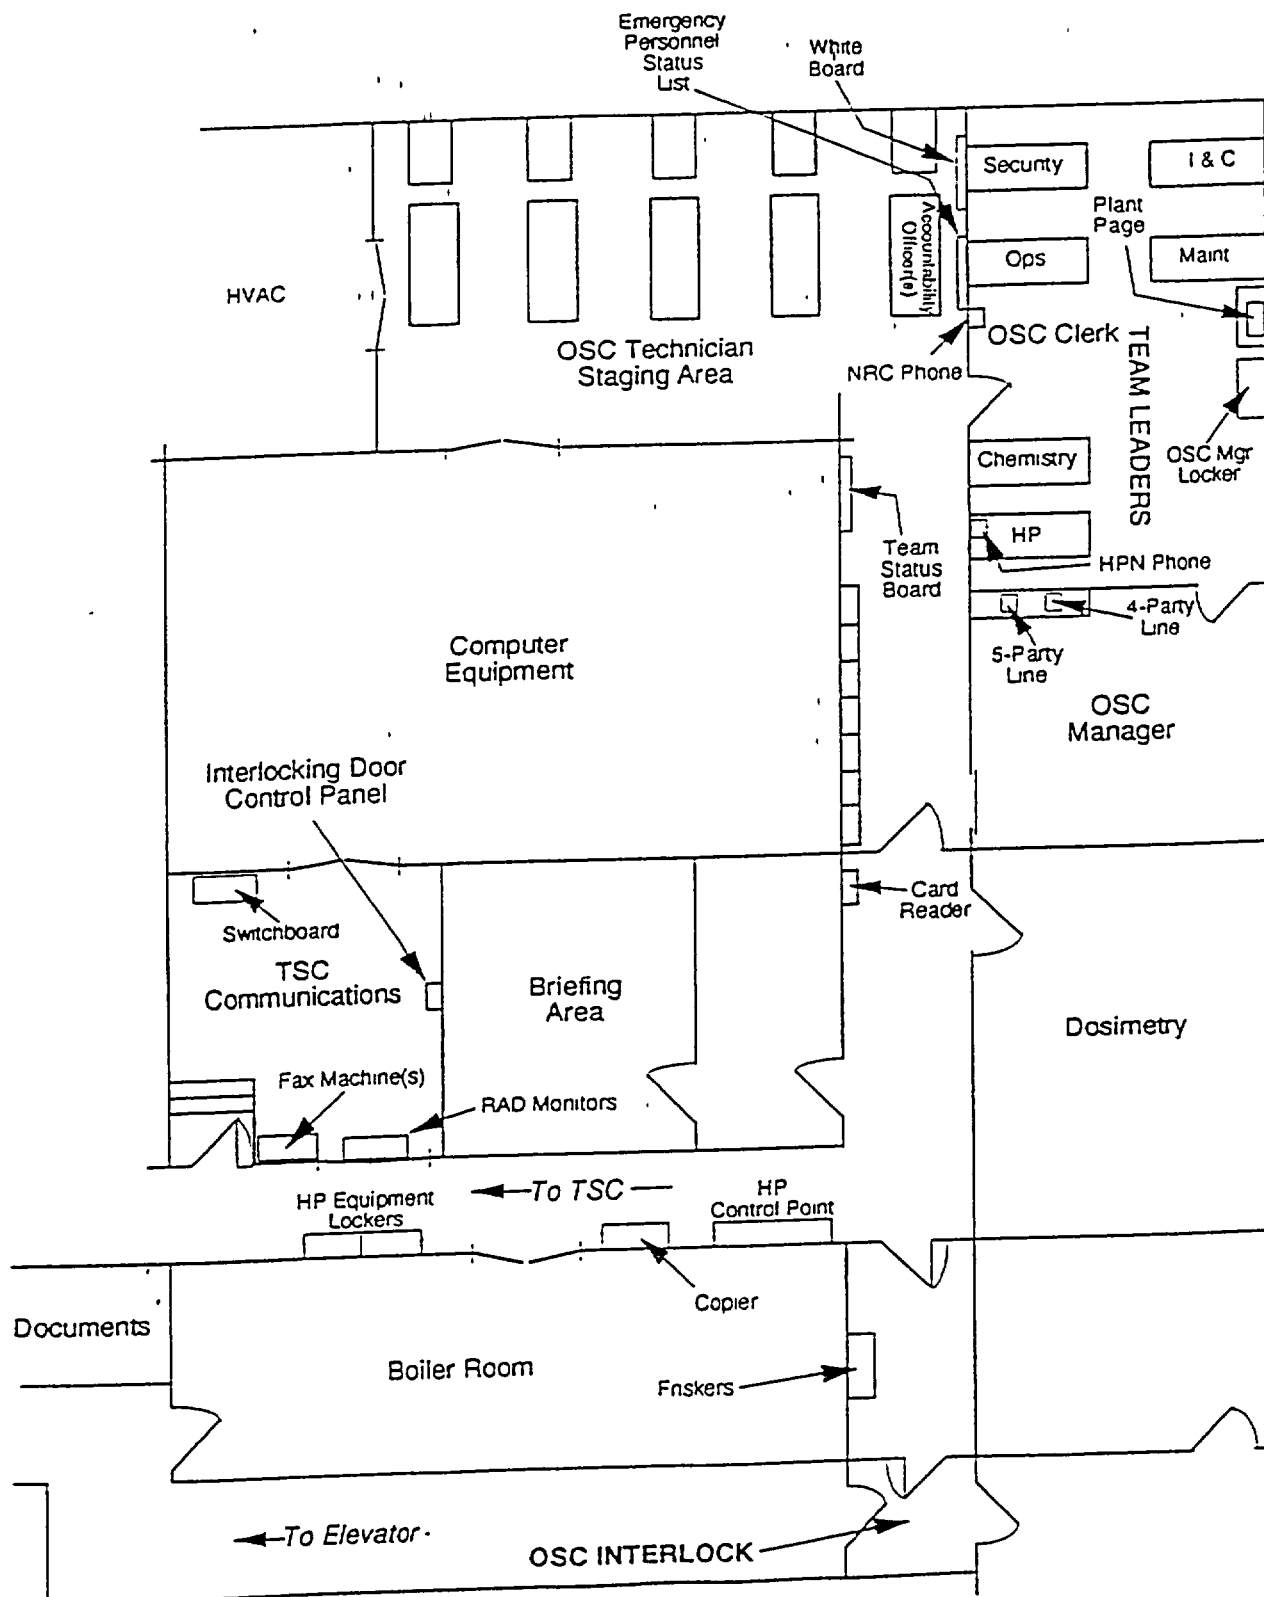 Emergency
Personnel
Status
List
White
Board
Security
I & C
Plant
Page
Accountability
Officer(s)
Ops
Maint
HVAC
OSC Technician
Staging Area
NRC Phone
OSC Clerk
TEAM LEADERS
Chemistry
OSC Mgr
Locker
HP
HPN Phone
Team
Status
Board
4-Party
Line
5-Party
Line
Computer
Equipment
OSC
Manager
Interlocking Door
Control Panel
Switchboard
Card
Reader
TSC
Communications
Briefing
Area
Dosimetry
Fax Machine(s)
RAD Monitors
To TSC
HP Equipment
Lockers
HP
Control Point
Copier
Documents
Boiler Room
Friskers
To Elevator
OSC INTERLOCK